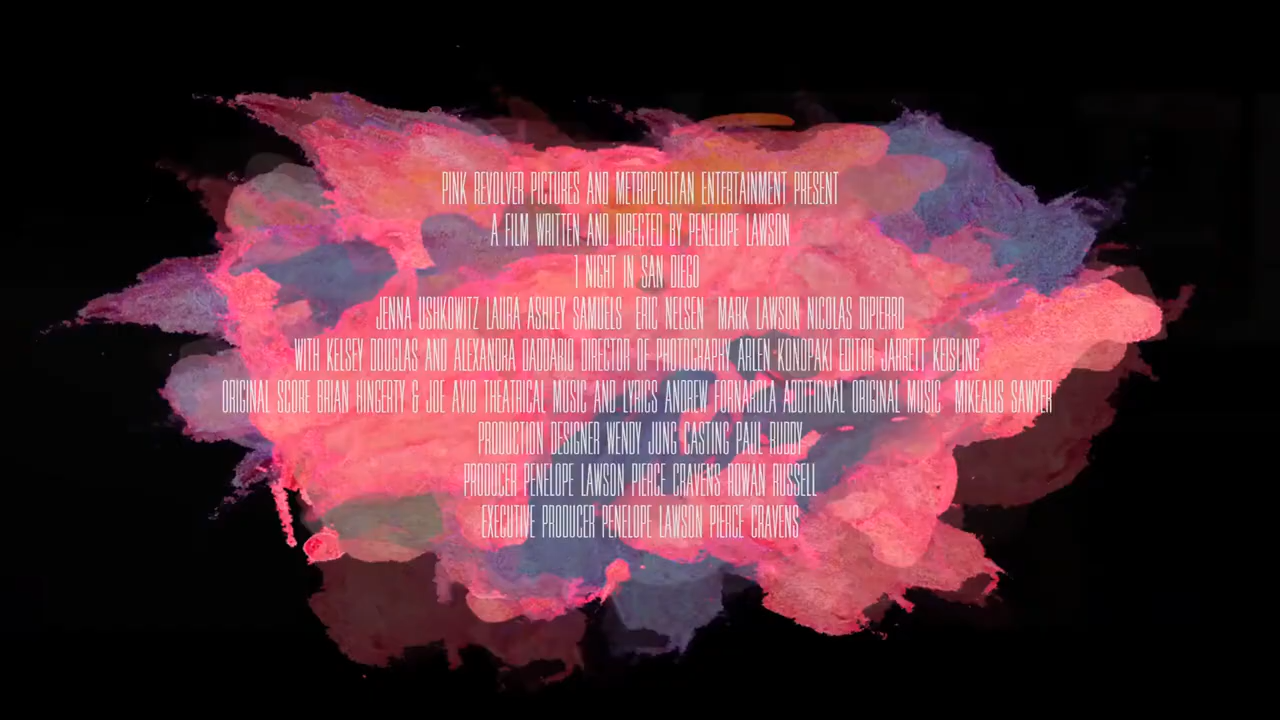 PINK REVOLVER PICTURES AND METROPOLITAN ENTERTAINMENT PRESENT
A FILM WRITTEN AND DIRECTED BY PENELOPE LAWSON
1 NIGHT IN SAN DIEGO
JENNA USHKOWITZ LAURA ASHLEY SAMUELS ERIC NELSEN MARK LAWSON NICOLAS DIPIERRO
WITH KELSEY DOUGLAS AND ALEXANDRA DADDARIO DIRECTOR OF PHOTOGRAPHY ARLEN KONOPAKI EDITOR JARRETT KEISLING
ORIGINAL SCORE BRIAN HINGERTY & JOE AVIO THEATRICAL MUSIC AND LYRICS ANDREW FORNAROLA ADDITIONAL ORIGINAL MUSIC MIKEALIS SAWYER
PRODUCTION DESIGNER WENDY JUNG CASTING PAUL RUDDY
PRODUCER PENELOPE LAWSON PIERCE CRAVENS ROWAN RUSSELL
EXECUTIVE PRODUCER PENELOPE LAWSON PIERCE CRAVENS